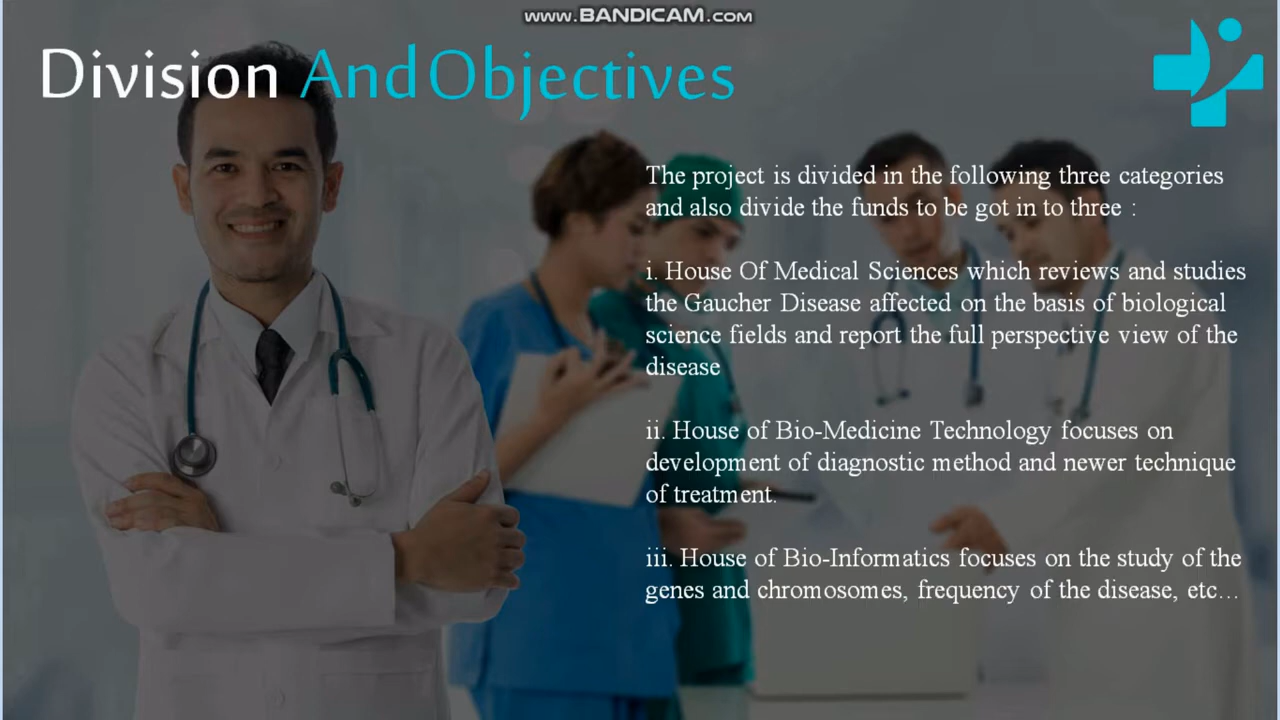 www.BANDICAM.com
Division And Objectives
The project is divided in the following three categories
and also divide the funds to be got in to three :
i. House Of Medical Sciences which reviews and studies
the Gaucher Disease affected on the basis of biological
science fields and report the full perspective view of the
disease
ii. House of Bio-Medicine Technology focuses on
development of diagnostic method and newer technique
of treatment.
iii. House of Bio-Informatics focuses on the study of the
genes and chromosomes, frequency of the disease, etc…